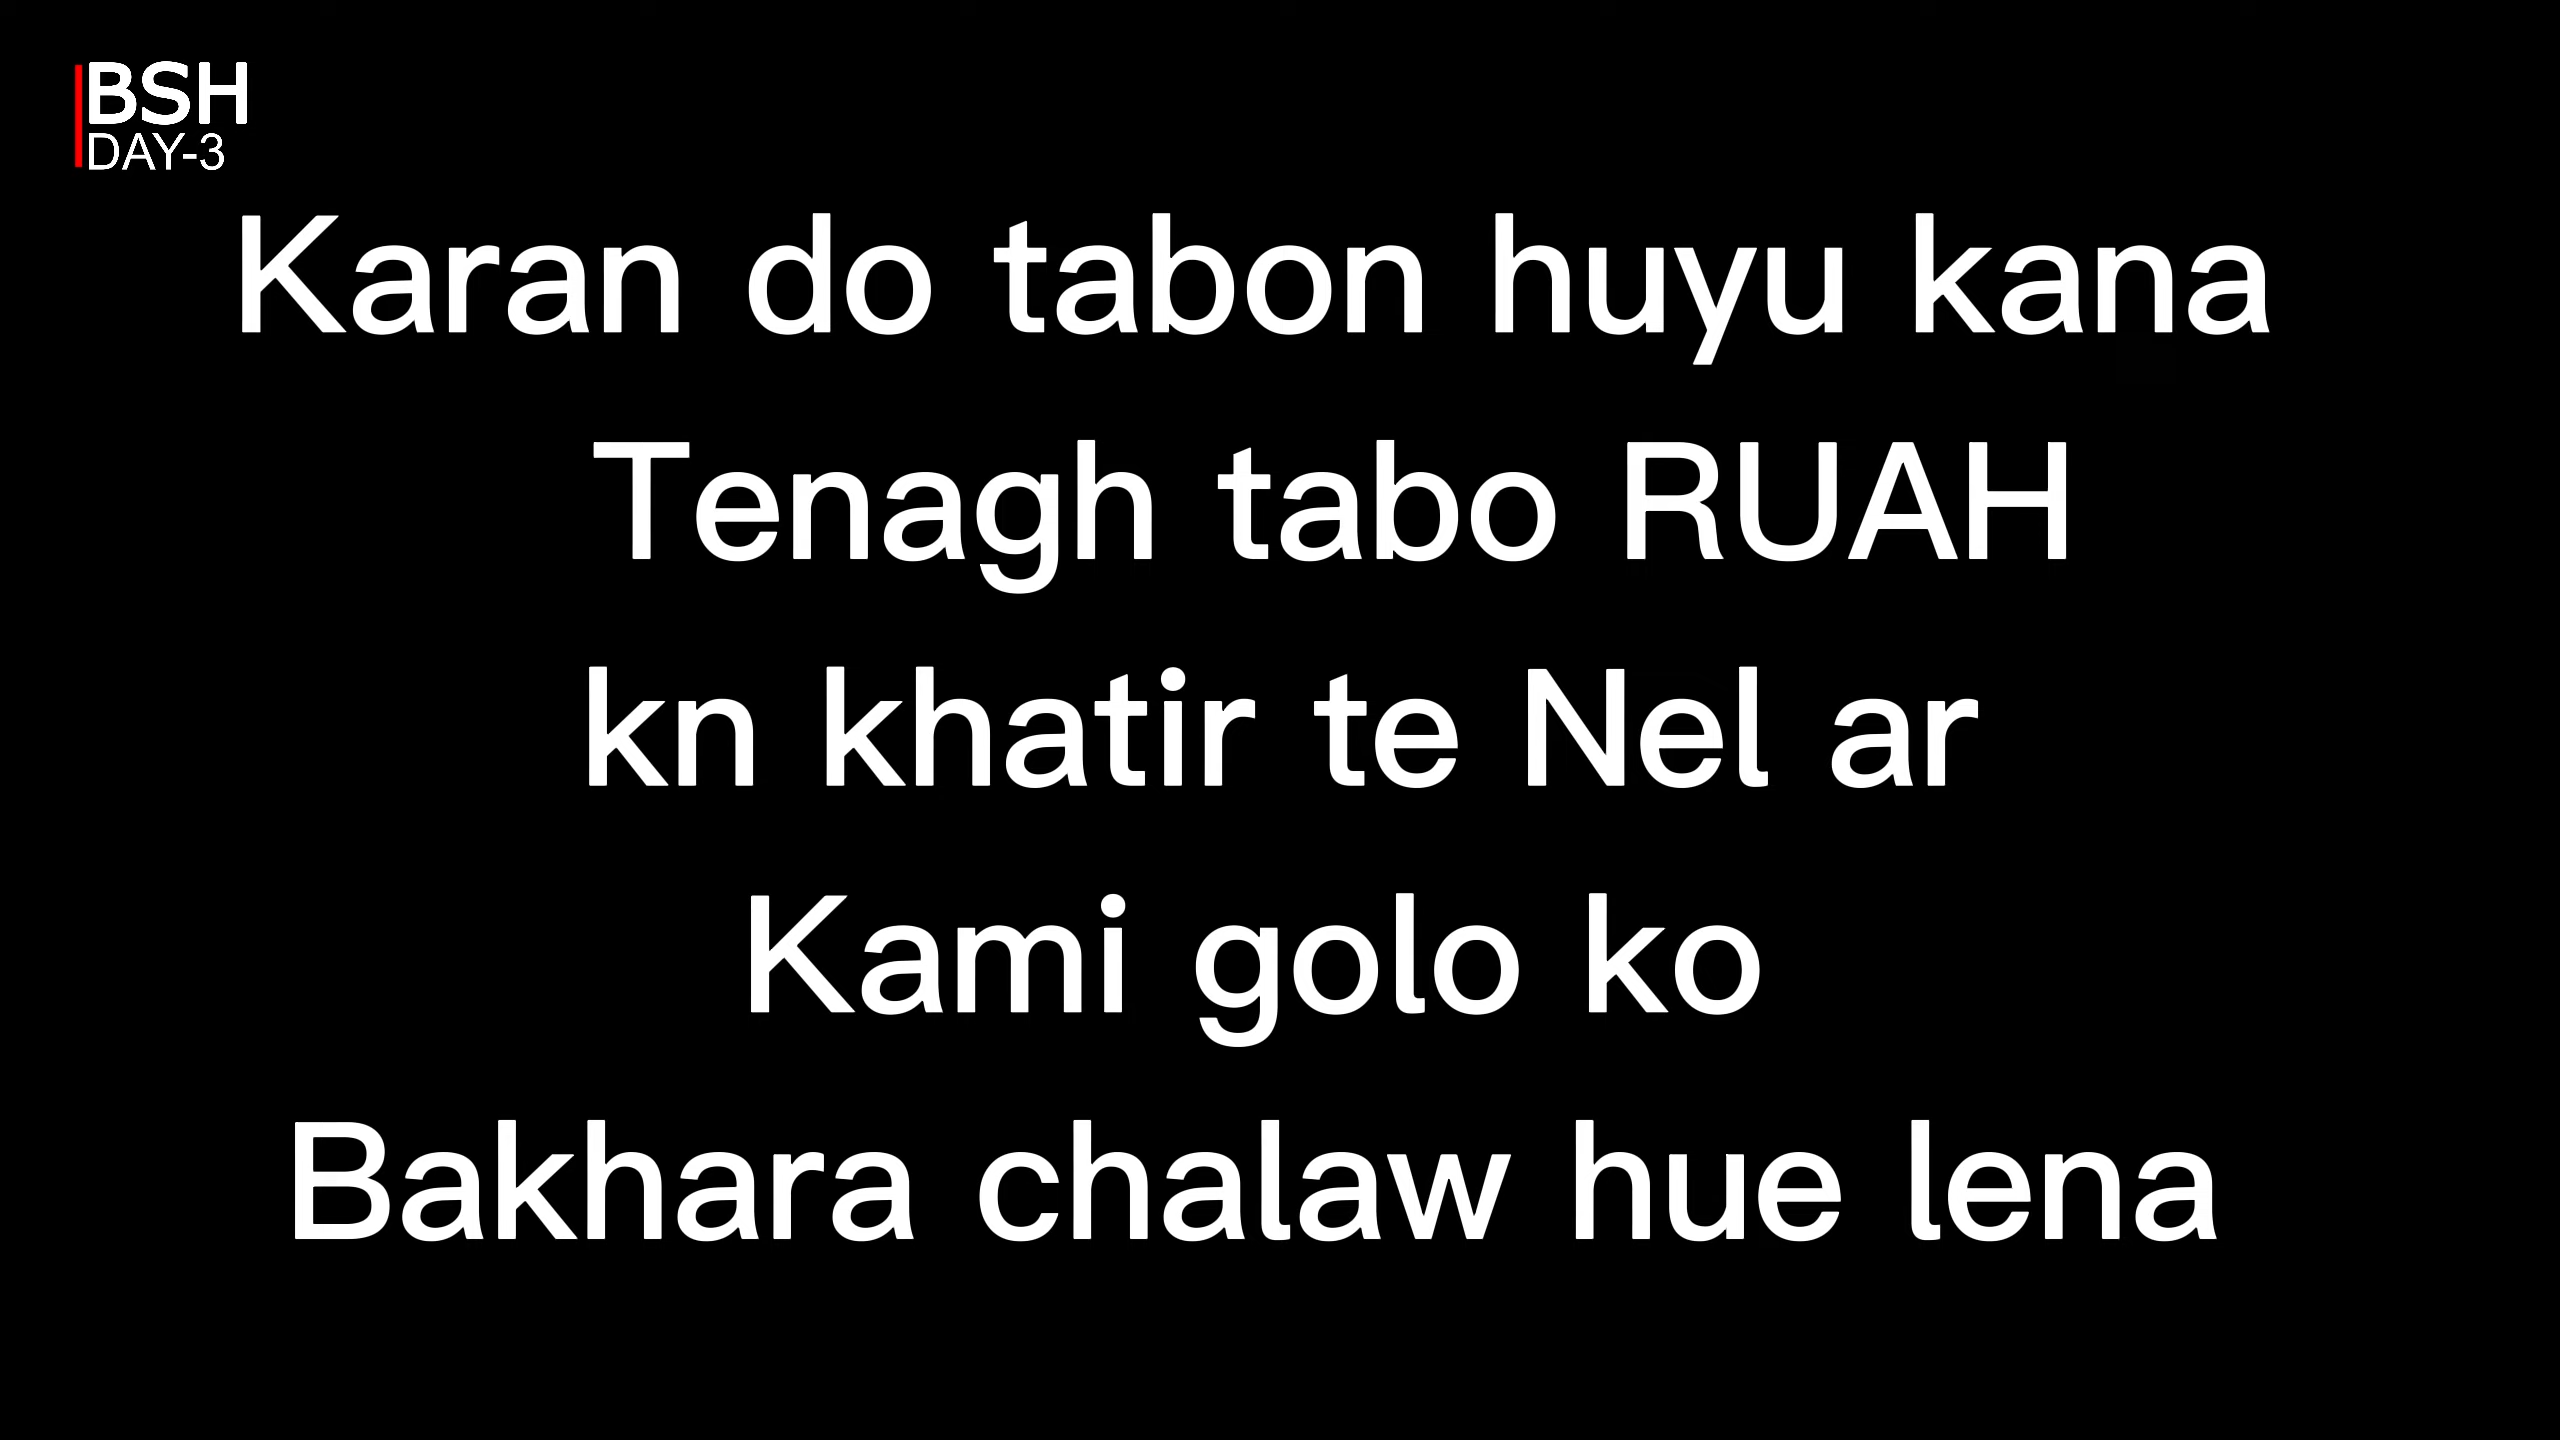 BSH
DAY-3
Karan do tabon huyu kana
Tenagh tabo RUAH
kn khatir te Nel ar
Kami golo ko
Bakhara chalaw hue lena